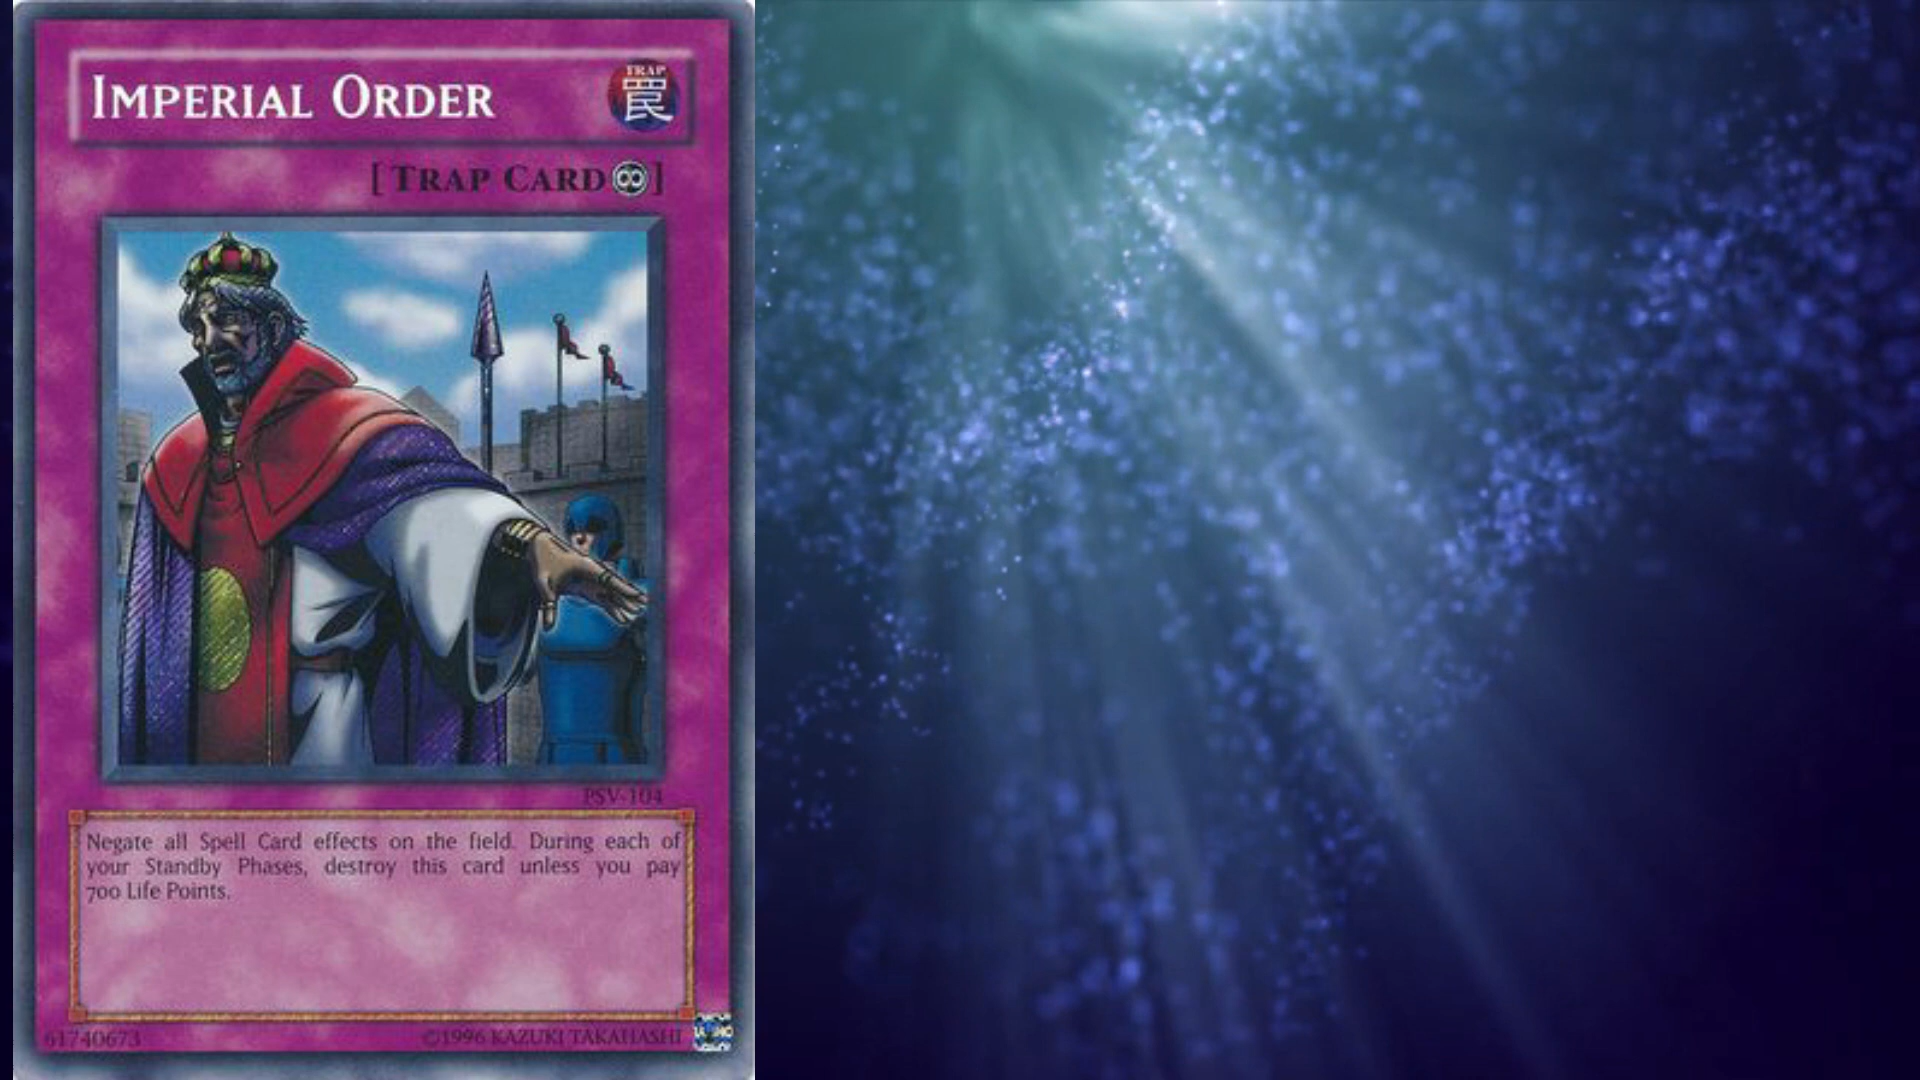 IMPERIAL ORDER
TRAP
罠
[TRAP CARD∞]
PSV-104
Negate all Spell Card effects on the field. During each of
your Standby Phases, destroy this card unless you pay
700 Life Points.
61740673
©1996 KAZUKI TAKAHASHI